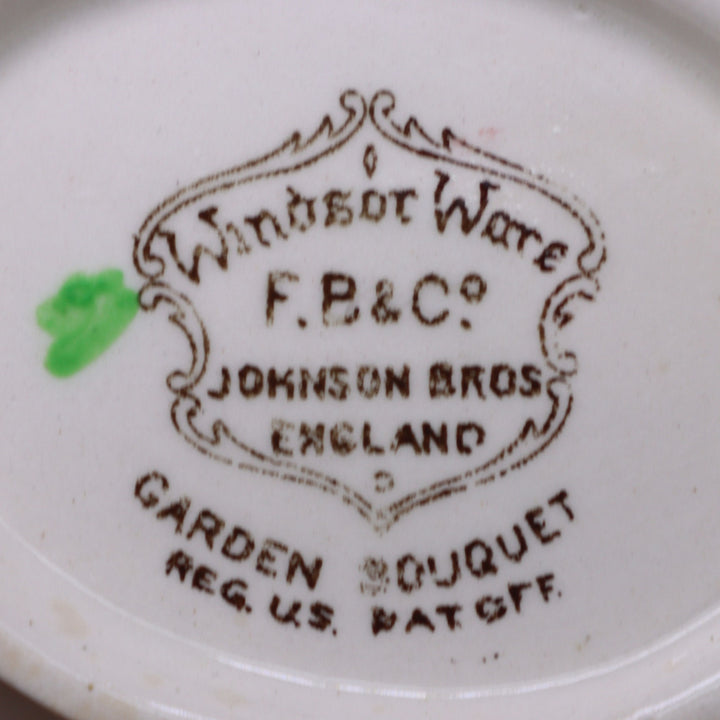 Windsor Ware
F.B&Cº
JOHNSON BROS
ENGLAND
GARDEN BOUQUET
REG. U.S. PAT. OFF.